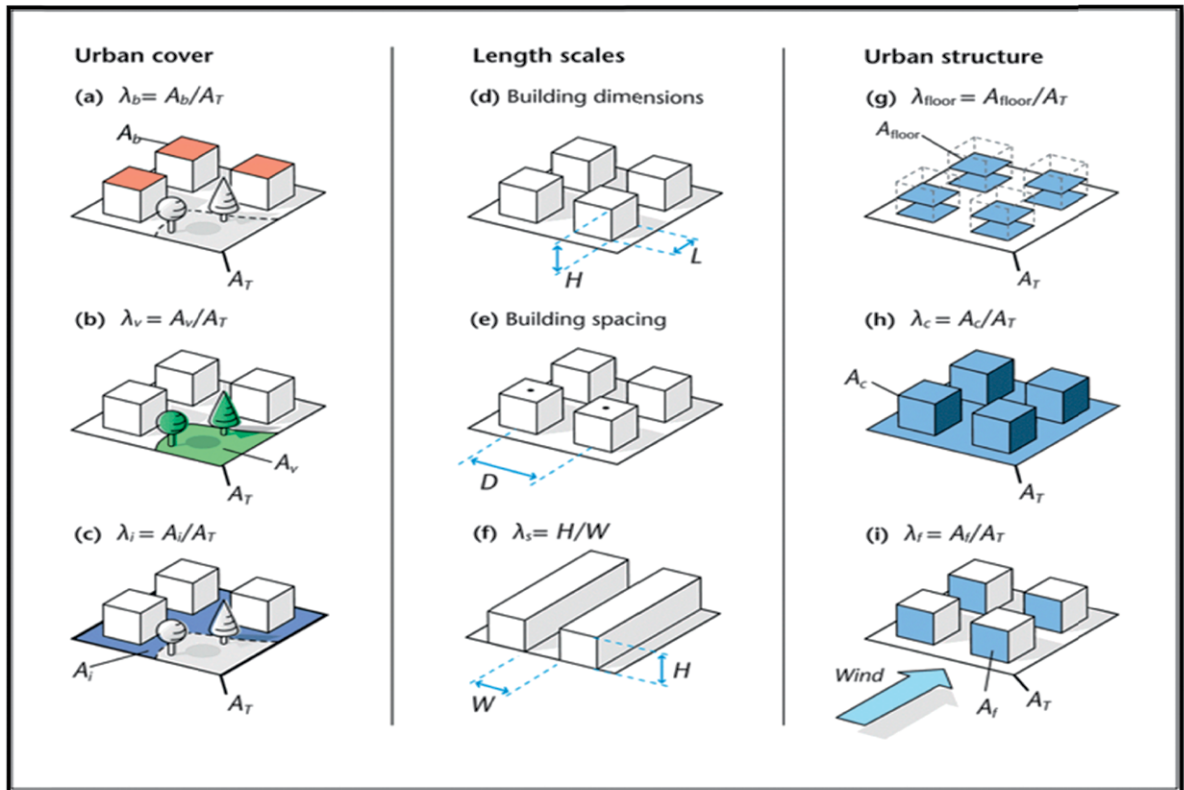 Urban cover
(a) λb= Ab/AT
Ab
AT
(b) λv= Av/AT
Av
AT
(c) λi= Ai/AT
Ai
AT
Length scales
(d) Building dimensions
H
L
(e) Building spacing
D
(f) λs= H/W
W
H
Urban structure
(g) λfloor= Afloor/AT
Afloor
AT
(h) λc= Ac/AT
Ac
AT
(i) λf= Af/AT
Wind
Af
AT